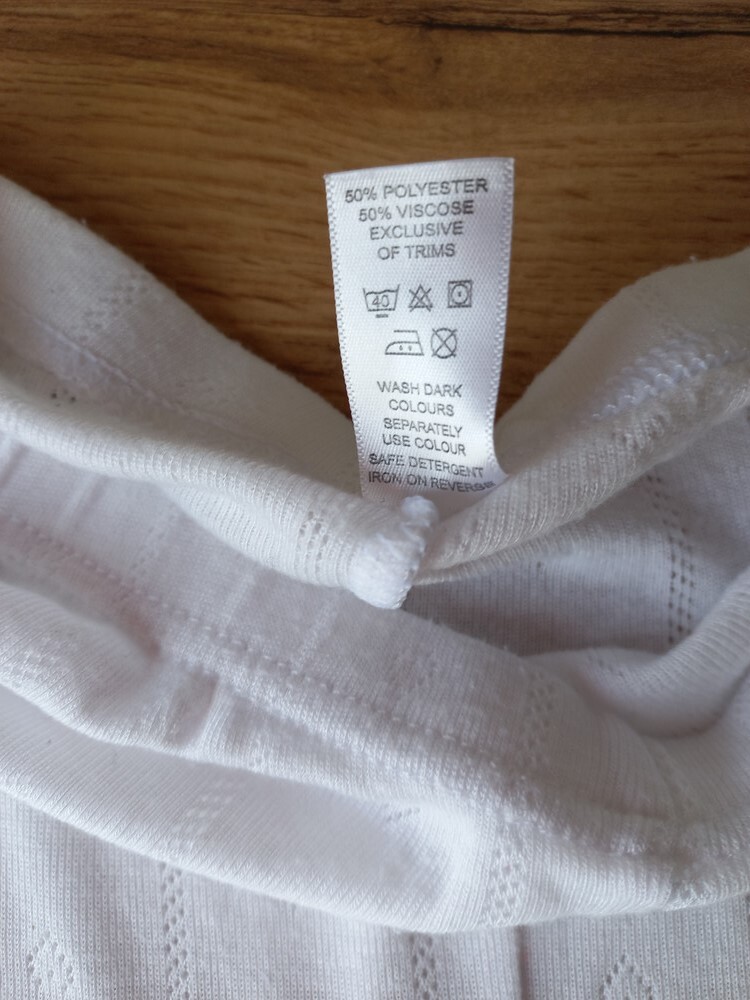 50% POLYESTER
50% VISCOSE
EXCLUSIVE
OF TRIMS
40
WASH DARK
COLOURS
SEPARATELY
USE COLOUR
SAFE DETERGENT
IRON ON REVERSE